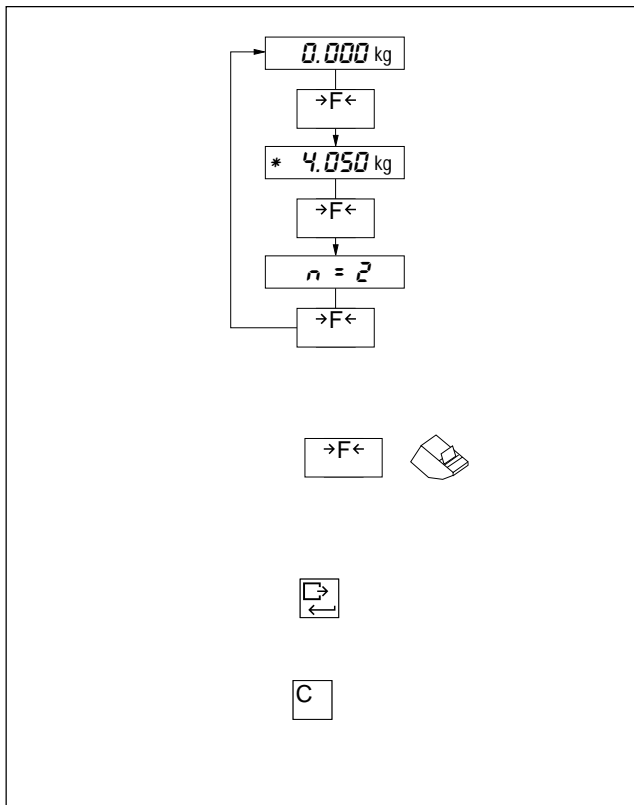 0.000 kg
→F←
* 4.050 kg
→F←
n = 2
→F←
→F←
C